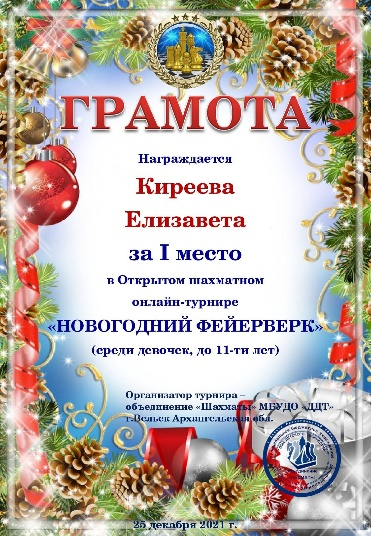 ГРАМОТА
Награждается
Киреева
Елизавета
за I место
в Открытом шахматном
онлайн-турнире
«НОВОГОДНИЙ ФЕЙЕРВЕРК»
(среди девочек, до 11-ти лет)
Организатор турнира –
объединение «Шахматы» МБУДО «ДДТ»
г.Вельск Архангельская обл.
25 декабря 2021 г.